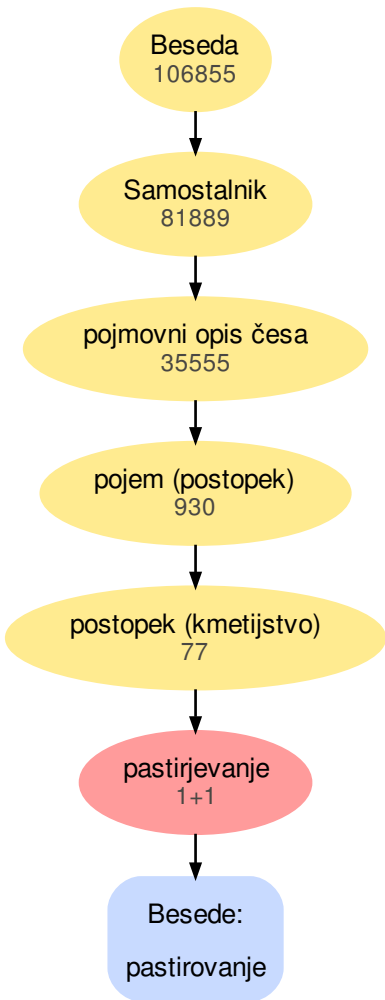 Beseda
106855
Samostalnik
81889
pojmovni opis česa
35555
pojem (postopek)
930
postopek (kmetijstvo)
77
pastirjevanje
1+1
Besede:
pastirovanje